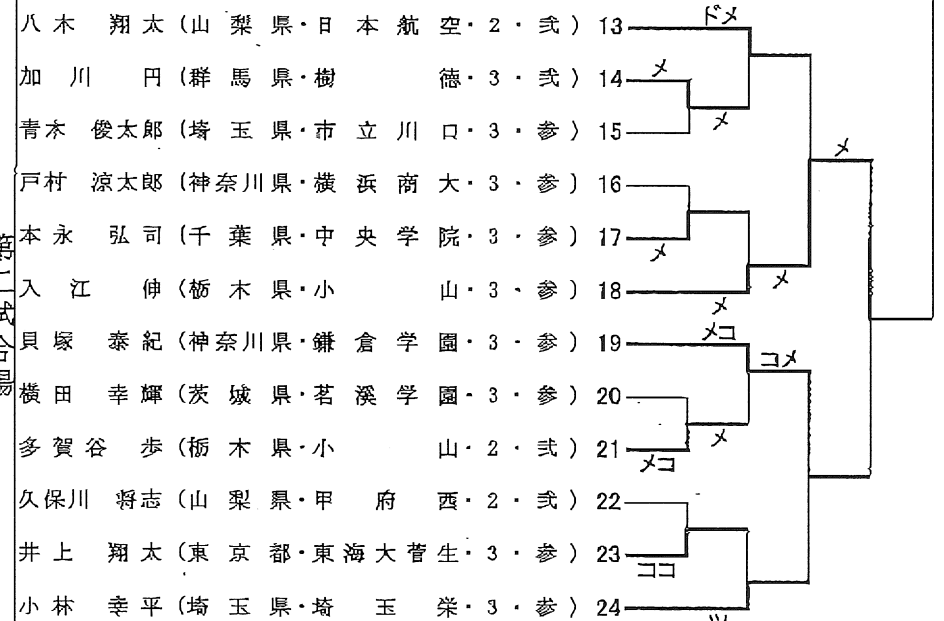 八木 翔太 (山梨県・日本航空・2・弐) 13 ドメ
加川 円 (群馬県・樹徳・3・弐) 14 メ
メ
青木 俊太郎 (埼玉県・市立川口・3・参) 15
メ
戸村 涼太郎 (神奈川県・横浜商大・3・参) 16
本永 弘司 (千葉県・中央学院・3・参) 17
メ
メ
入江 伸 (栃木県・小山・3・参) 18
メ
貝塚 泰紀 (神奈川県・鎌倉学園・3・参) 19 メコ
コメ
横田 幸輝 (茨城県・茗溪学園・3・参) 20
メ
多賀谷 歩 (栃木県・小山・2・弐) 21
メコ
久保川 将志 (山梨県・甲府西・2・弐) 22
井上 翔太 (東京都・東海大菅生・3・参) 23
ココ
小林 幸平 (埼玉県・埼玉栄・3・参) 24
第二試合場